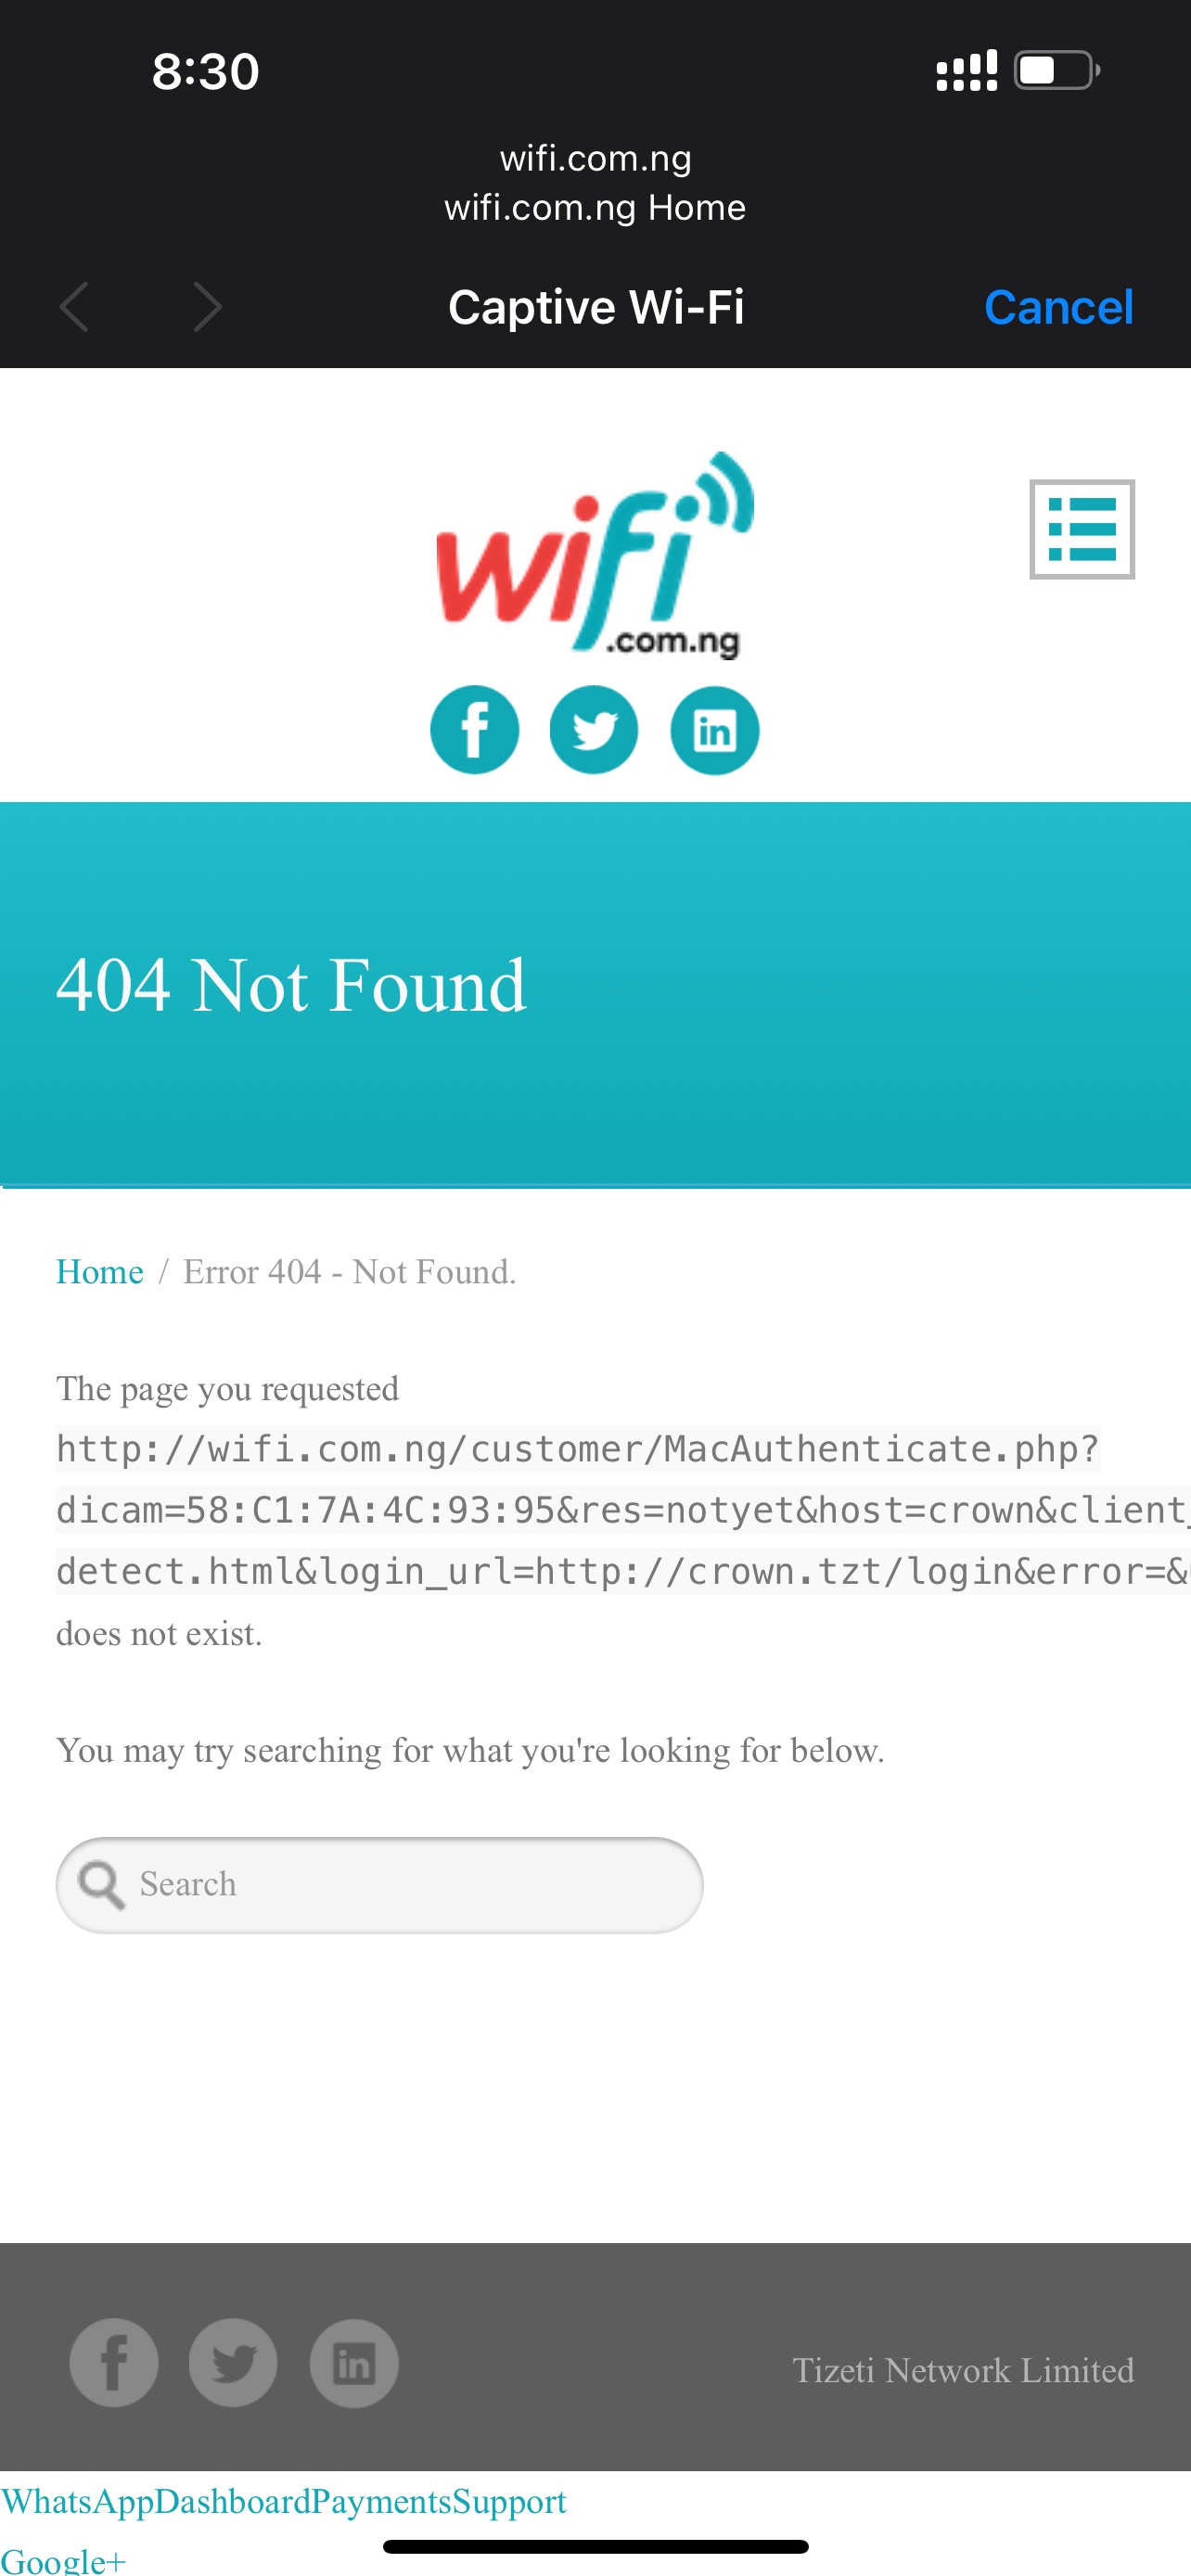 8:30
wifi.com.ng
wifi.com.ng Home
Captive Wi-Fi
Cancel
wifi
.com.ng
404 Not Found
Home / Error 404 - Not Found.
The page you requested
http://wifi.com.ng/customer/MacAuthenticate.php?
dicam=58:C1:7A:4C:93:95&res=notyet&host=crown&client_
detect.html&login_url=http://crown.tzt/login&error=&
does not exist.
You may try searching for what you're looking for below.
Search
Tizeti Network Limited
WhatsAppDashboardPaymentsSupport
Google+